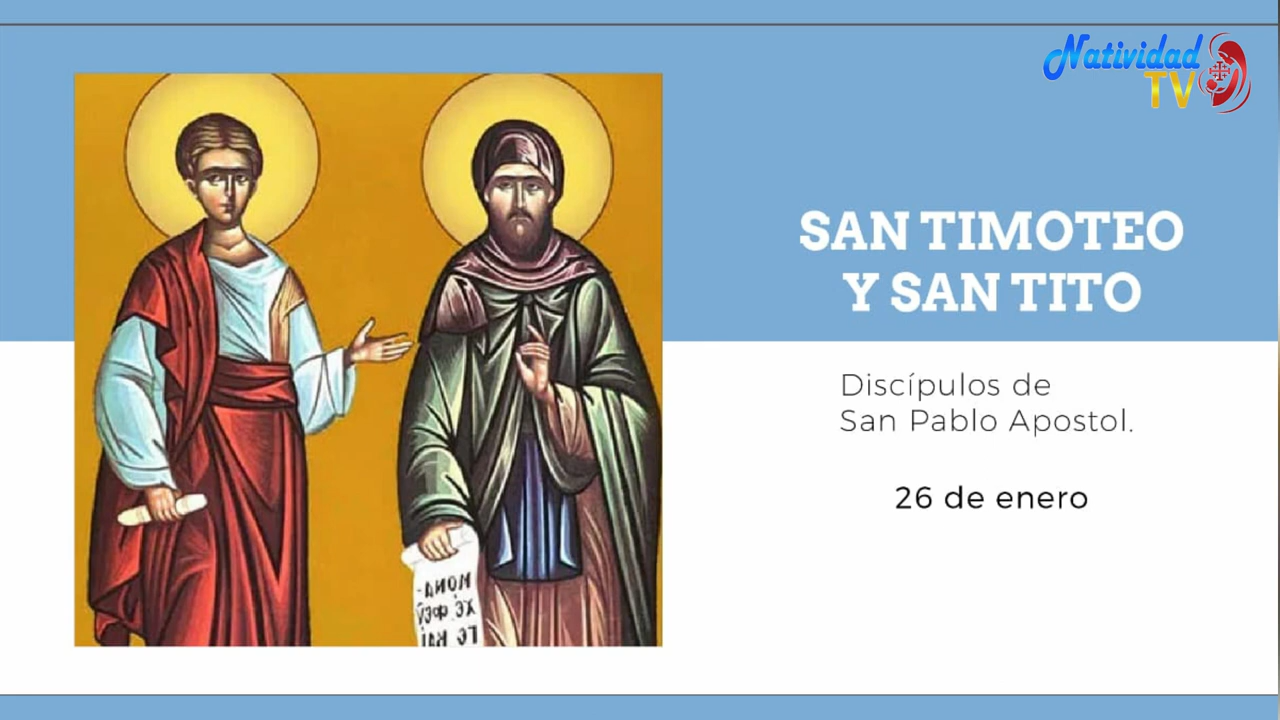 Natividad
TV
SAN TIMOTEO
Y SAN TITO
Discípulos de
San Pablo Apostol.
26 de enero